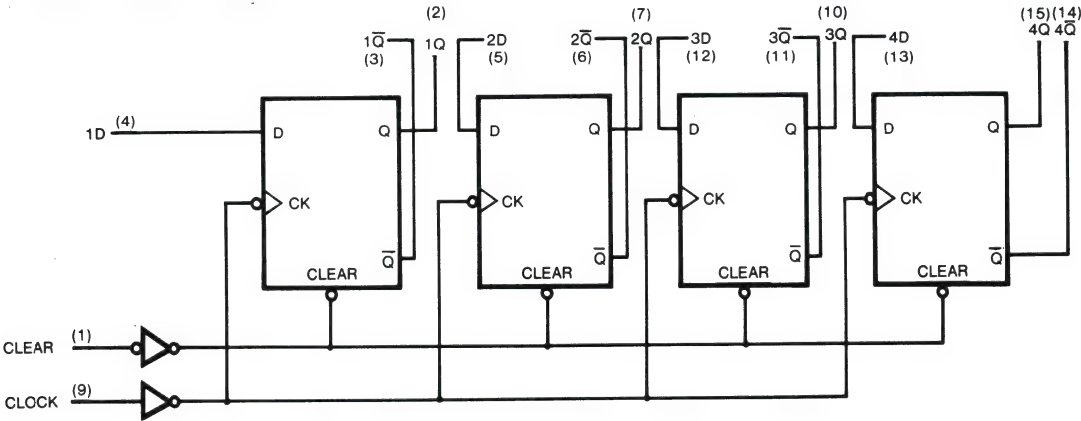 (2)
(7)
(10)
(15) (14)
1Q̅ 1Q 2D 2Q̅ 2Q 3D 3Q̅ 3Q 4D 4Q 4Q̅
(3) (5) (6) (12) (11) (13)
1D (4)
D Q D Q D Q D Q
CK CK CK CK
Q̅ Q̅ Q̅ Q̅
CLEAR CLEAR CLEAR CLEAR
CLEAR (1)
CLOCK (9)